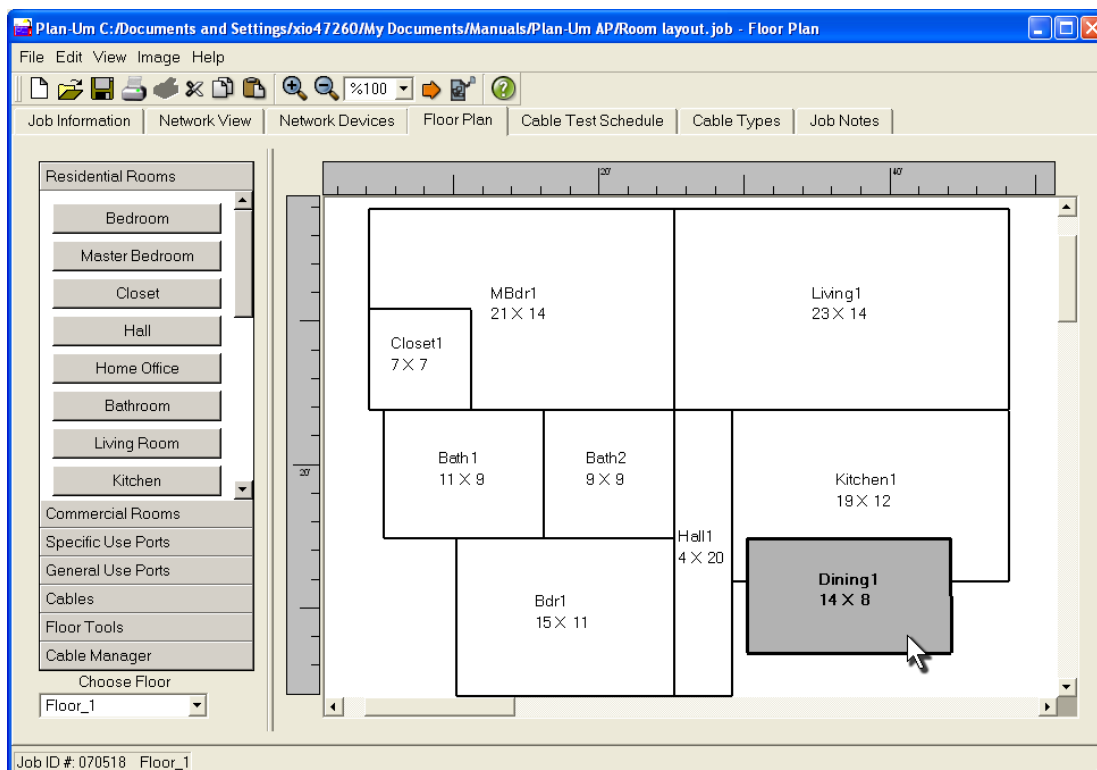 Plan-Um C:/Documents and Settings/xio47260/My Documents/Manuals/Plan-Um AP/Room layout.job - Floor Plan
File Edit View Image Help
%100
Job Information Network View Network Devices Floor Plan Cable Test Schedule Cable Types Job Notes
Residential Rooms
Bedroom
Master Bedroom
Closet
Hall
Home Office
Bathroom
Living Room
Kitchen
Commercial Rooms
Specific Use Ports
General Use Ports
Cables
Floor Tools
Cable Manager
Choose Floor
Floor_1
20' 40'
20'
MBdr1
21 X 14
Living1
23 X 14
Closet1
7 X 7
Bath1
11 X 9
Bath2
9 X 9
Kitchen1
19 X 12
Hall1
4 X 20
Dining1
14 X 8
Bdr1
15 X 11
Job ID #: 070518 Floor_1